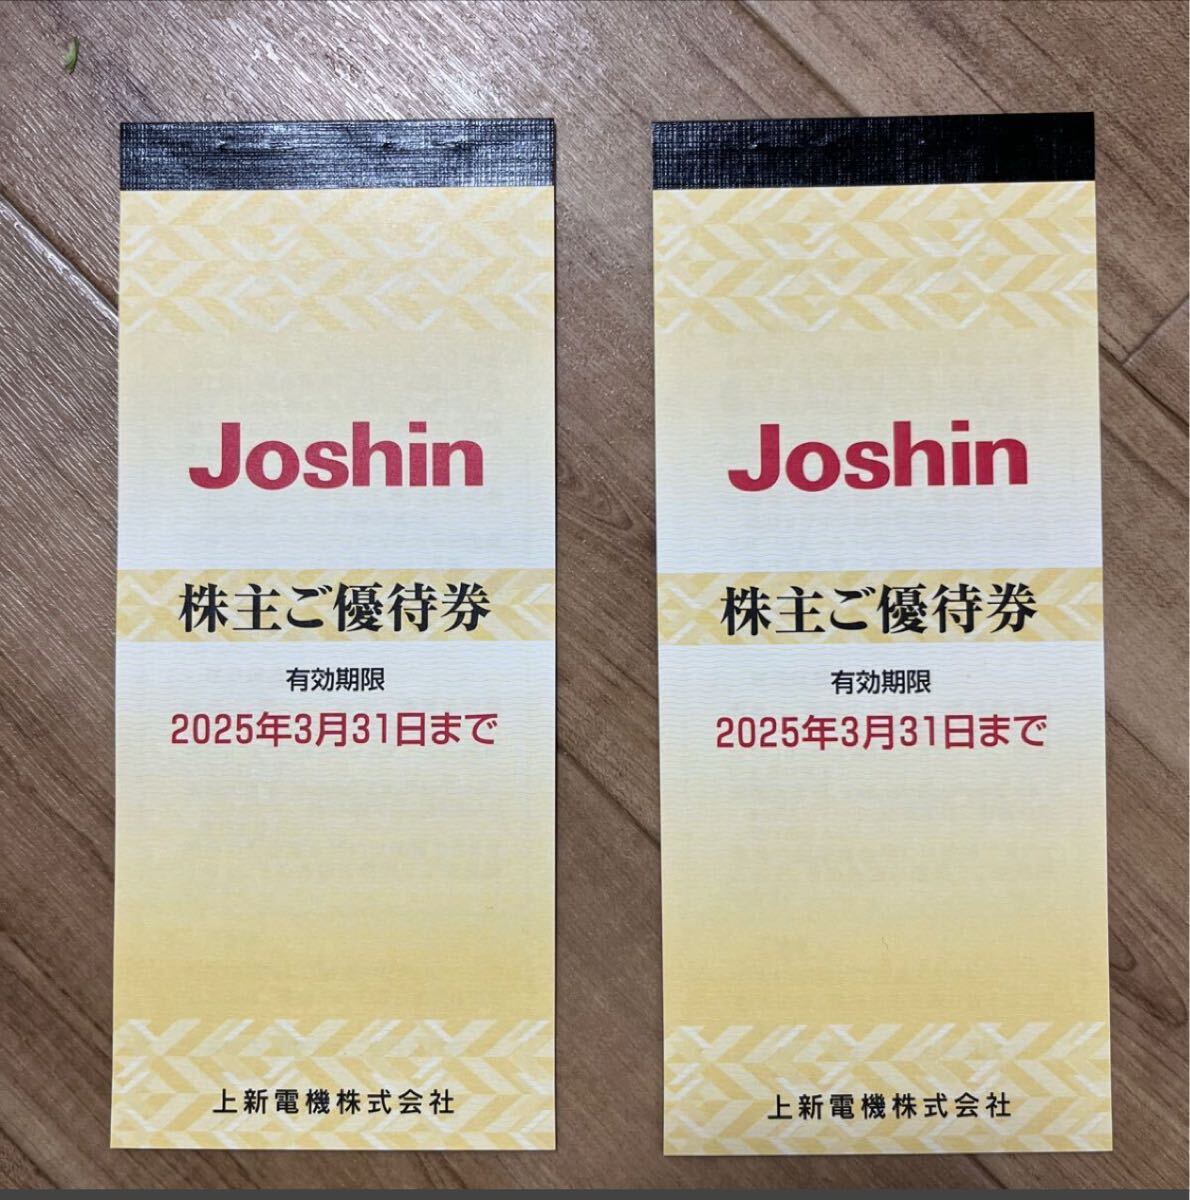 Joshin
株主ご優待券
有効期限
2025年3月31日まで
上新電機株式会社
Joshin
株主ご優待券
有効期限
2025年3月31日まで
上新電機株式会社